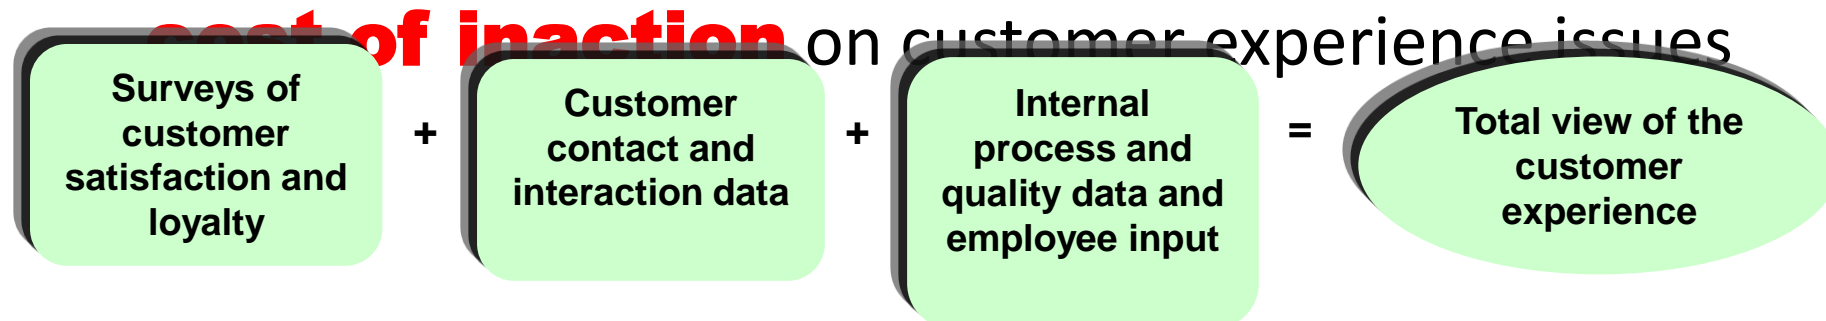 cost of inaction on customer experience issues
Surveys of
customer
satisfaction and
loyalty
+
Customer
contact and
interaction data
+
Internal
process and
quality data and
employee input
=
Total view of the
customer
experience